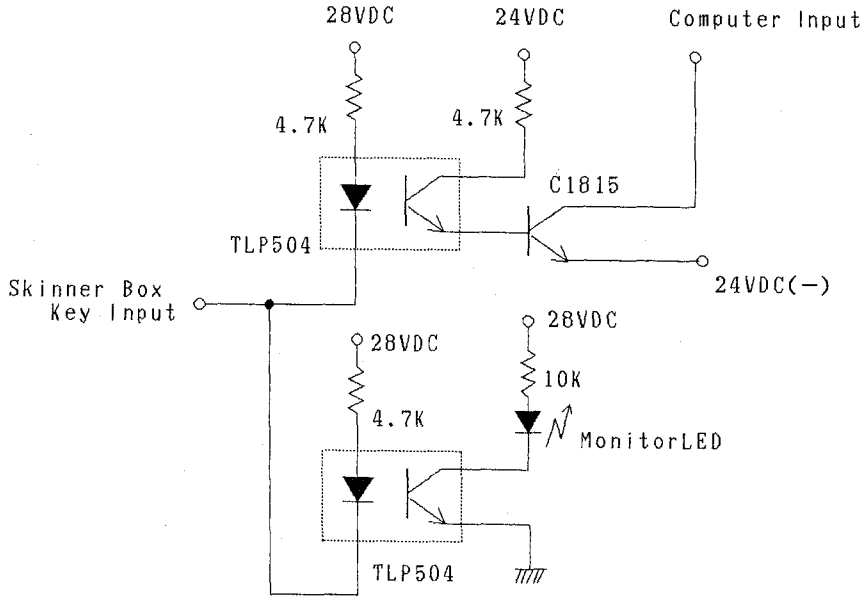 28VDC
24VDC
Computer Input
4.7K
4.7K
C1815
TLP504
24VDC(−)
Skinner Box
Key Input
28VDC
28VDC
10K
4.7K
MonitorLED
TLP504